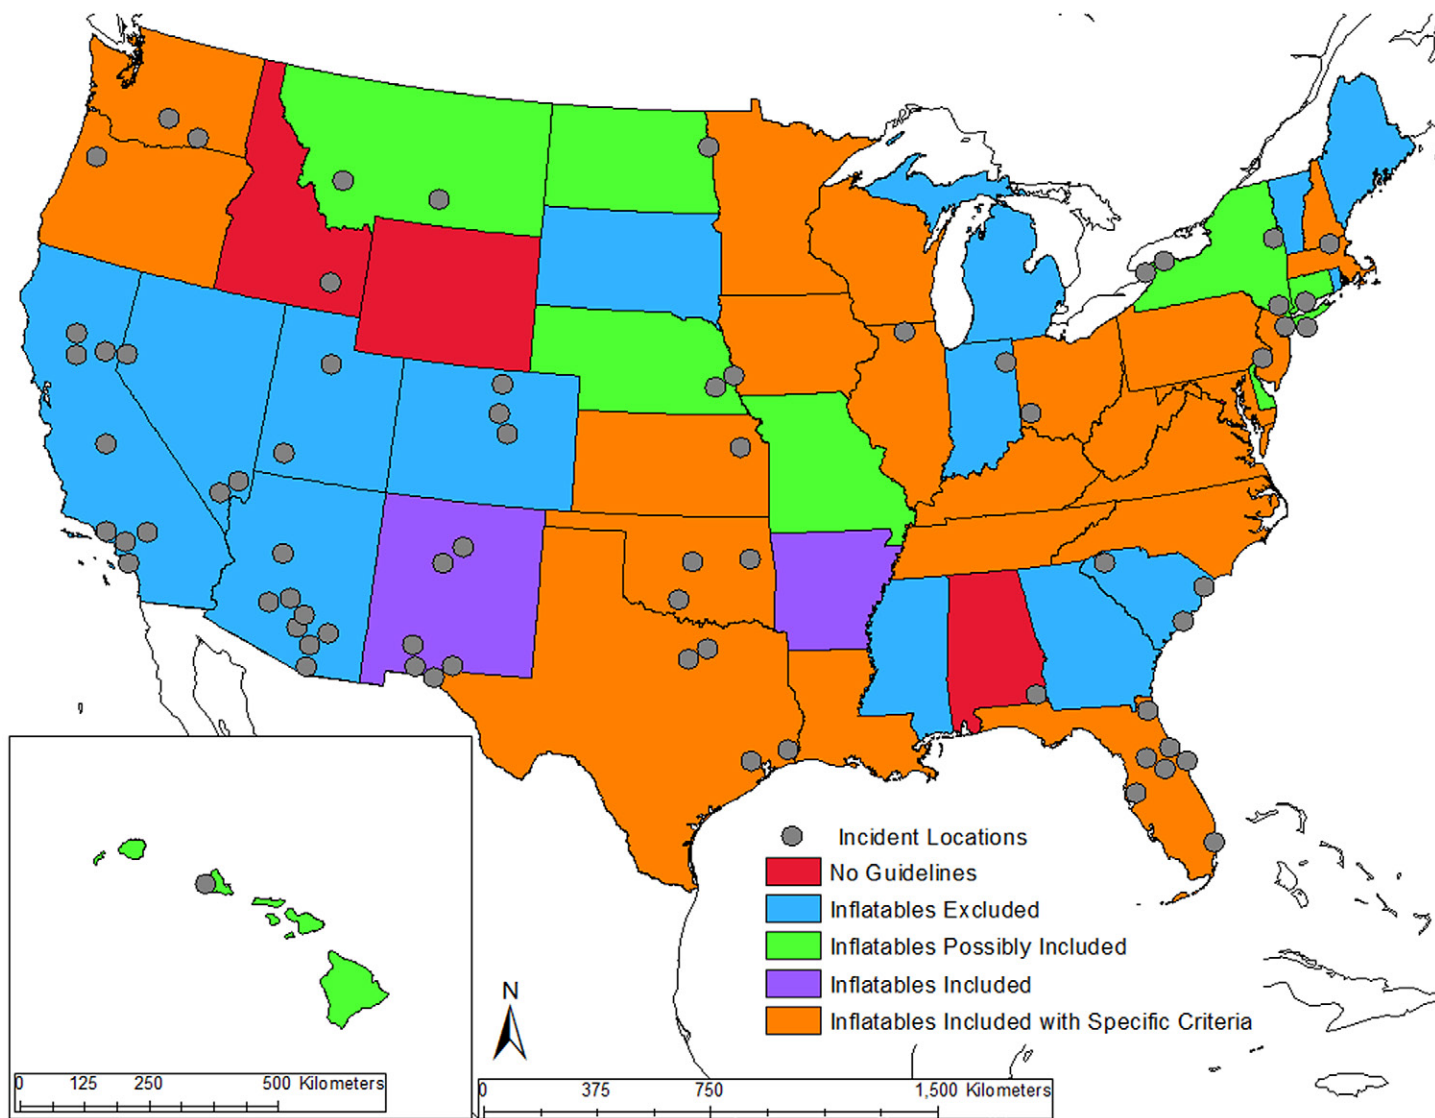 Incident Locations
No Guidelines
Inflatables Excluded
Inflatables Possibly Included
Inflatables Included
Inflatables Included with Specific Criteria
N
0 125 250 500 Kilometers
0 375 750 1,500 Kilometers